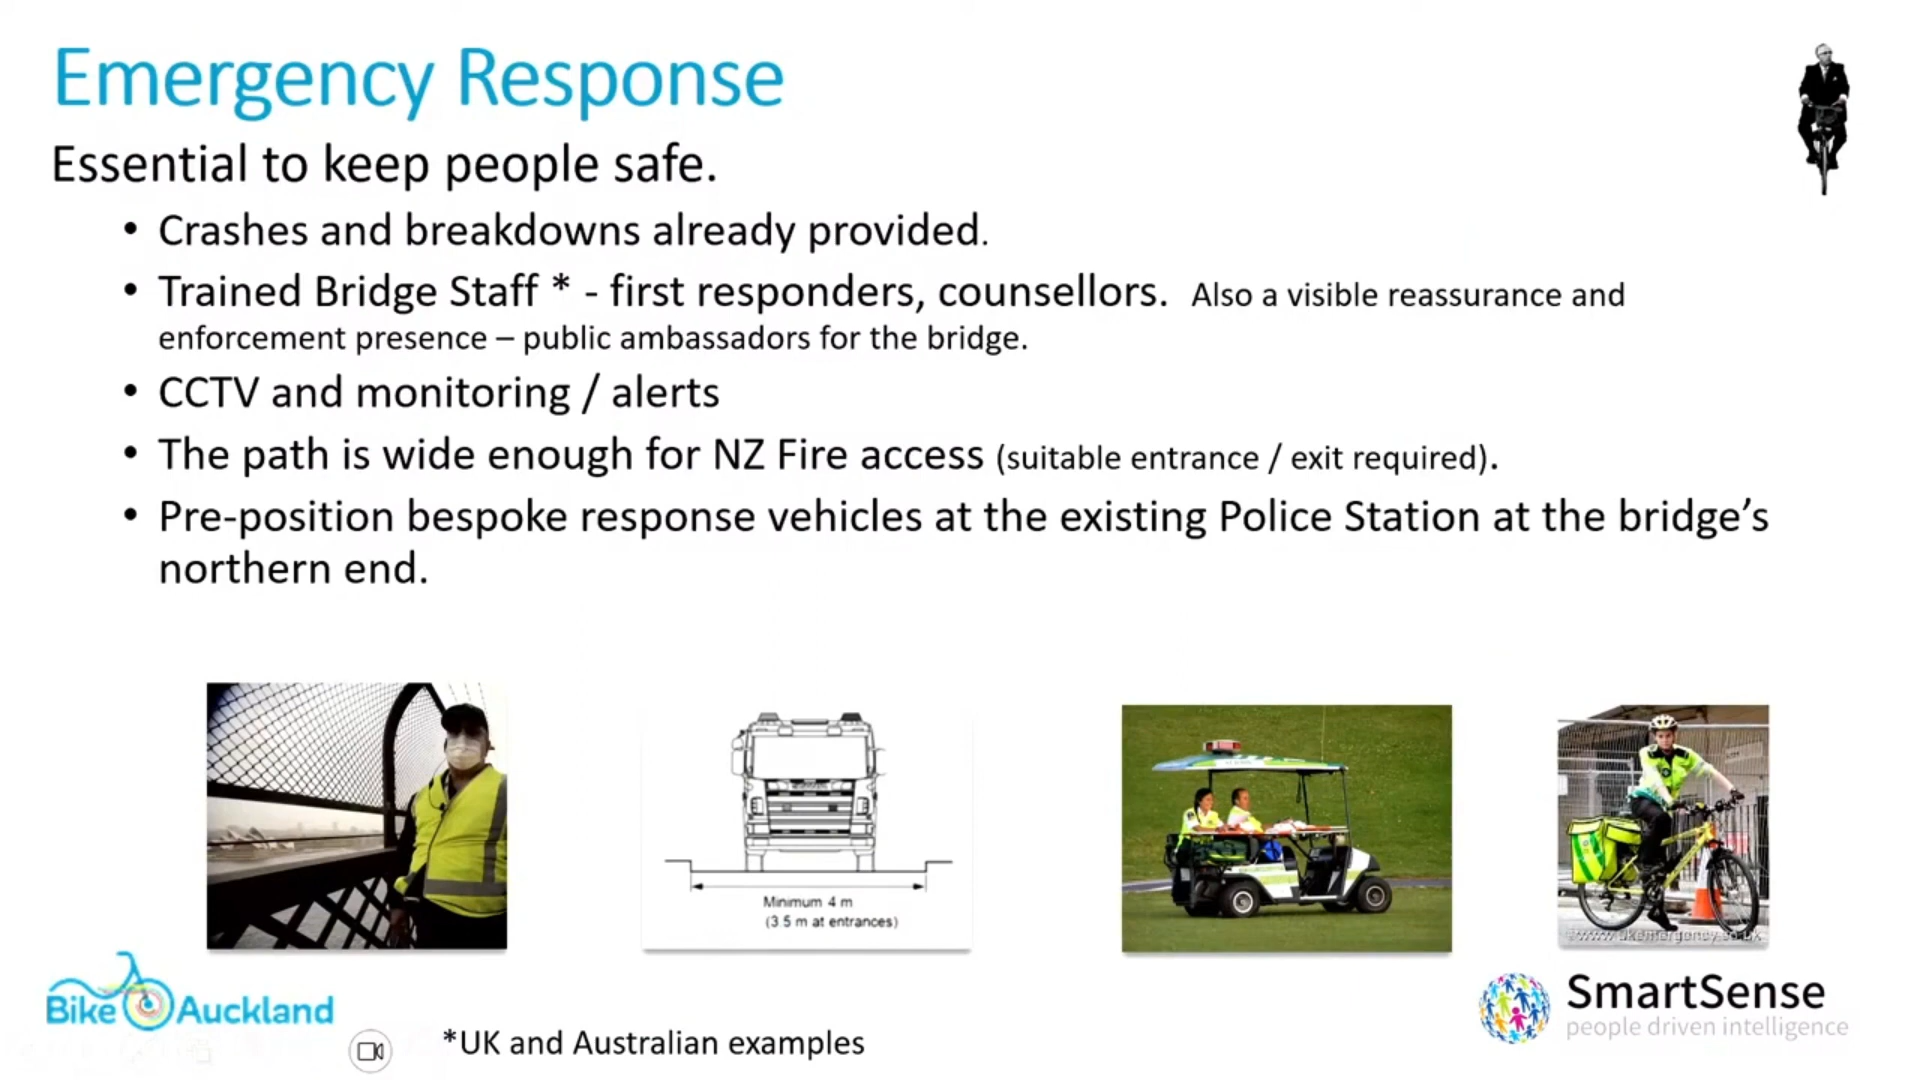 Emergency Response
Essential to keep people safe.
• Crashes and breakdowns already provided.
• Trained Bridge Staff * - first responders, counsellors. Also a visible reassurance and
enforcement presence – public ambassadors for the bridge.
• CCTV and monitoring / alerts
• The path is wide enough for NZ Fire access (suitable entrance / exit required).
• Pre-position bespoke response vehicles at the existing Police Station at the bridge’s
northern end.
Minimum 4 m
(3.5 m at entrances)
©www.ukemergency.co.uk
Bike Auckland
*UK and Australian examples
SmartSense
people driven intelligence